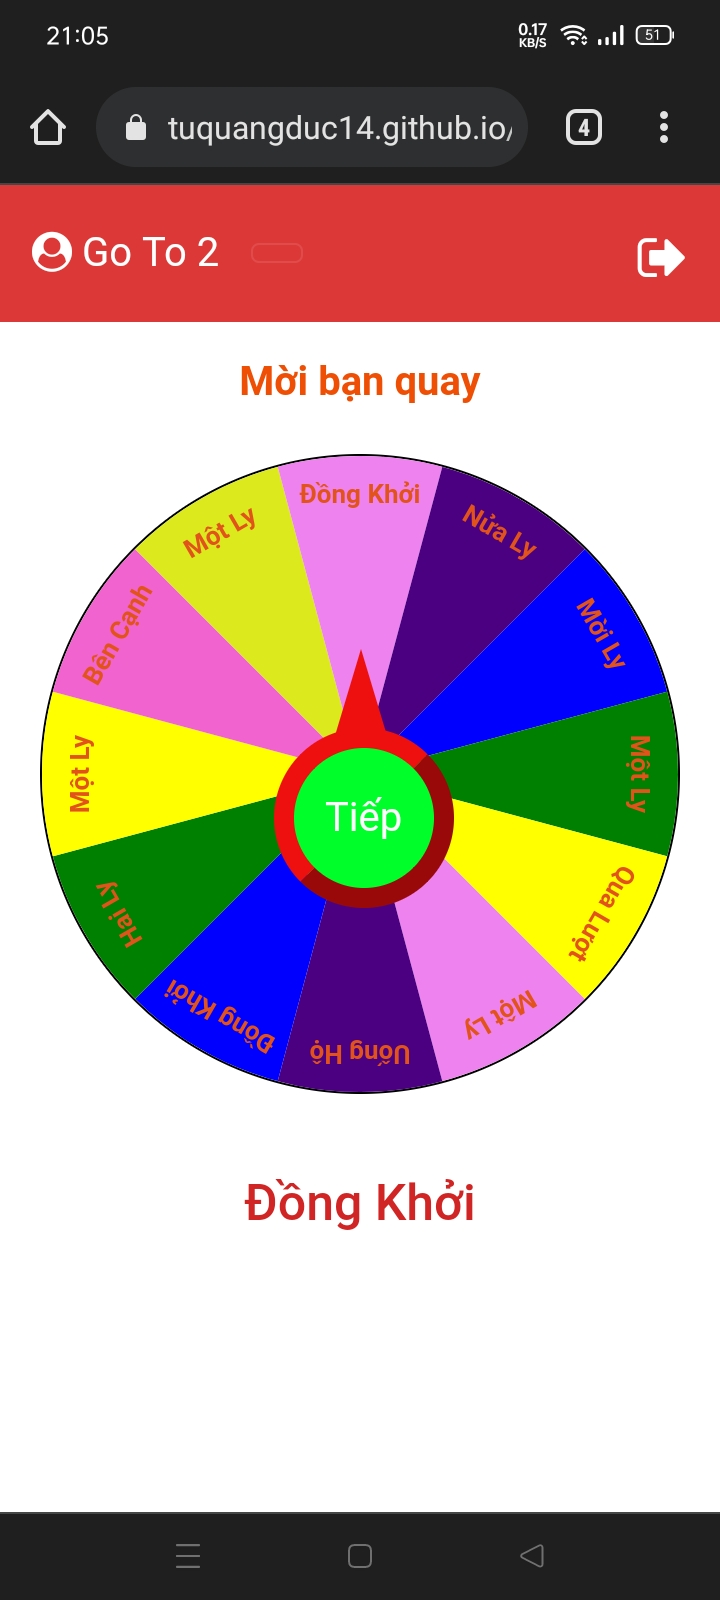 21:05
0.17
KB/S
51
tuquangduc14.github.io/
4
Go To 2
Mời bạn quay
Đồng Khởi
Nửa Ly
Mời Ly
Một Ly
Qua Lượt
Một Ly
Uống Hộ
Đồng Khởi
Hai Ly
Một Ly
Bên Cạnh
Một Ly
Tiếp
Đồng Khởi